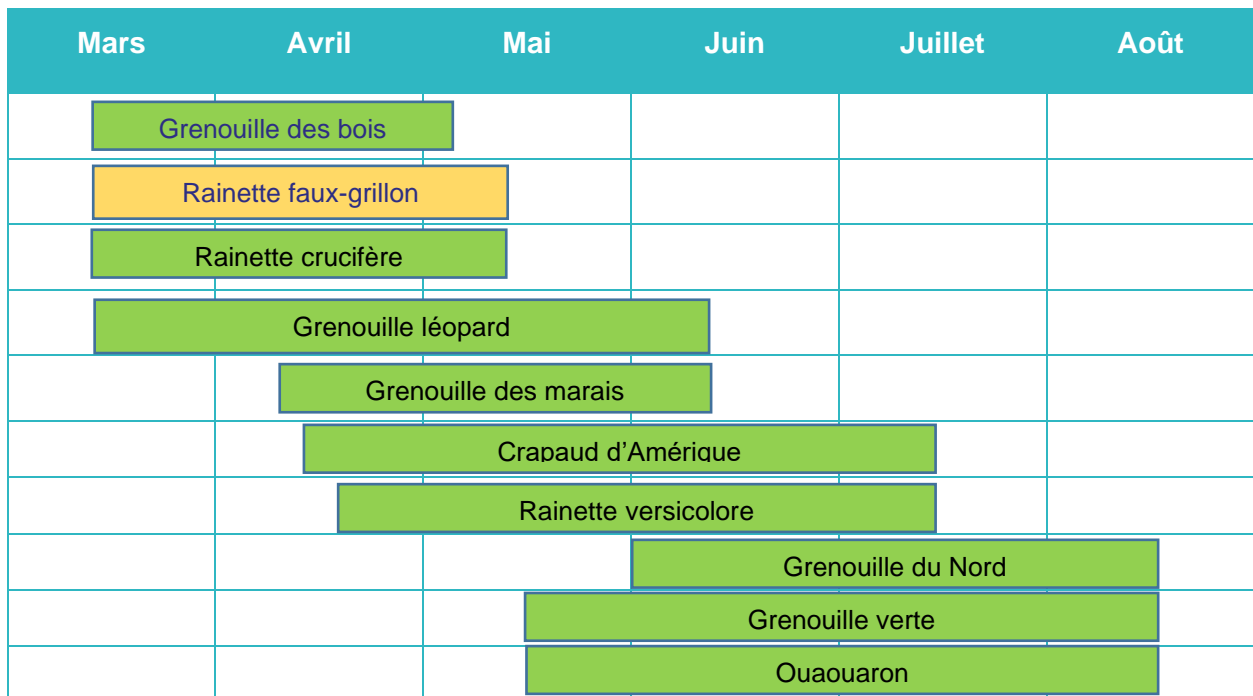 Mars Avril Mai Juin Juillet Août
Grenouille des bois
Rainette faux-grillon
Rainette crucifère
Grenouille léopard
Grenouille des marais
Crapaud d’Amérique
Rainette versicolore
Grenouille du Nord
Grenouille verte
Ouaouaron